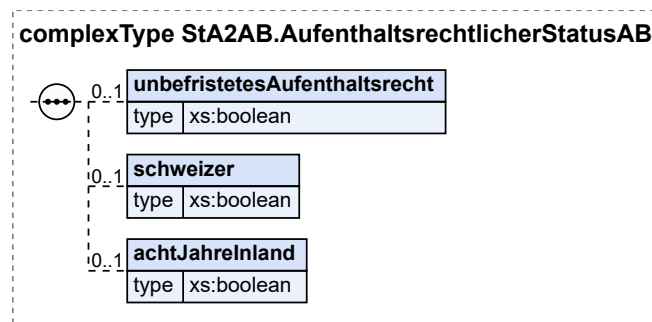 complexType StA2AB.AufenthaltsrechtlicherStatusAB
0..1 unbefristetesAufenthaltsrecht
type xs:boolean
0..1 schweizer
type xs:boolean
0..1 achtJahreInland
type xs:boolean